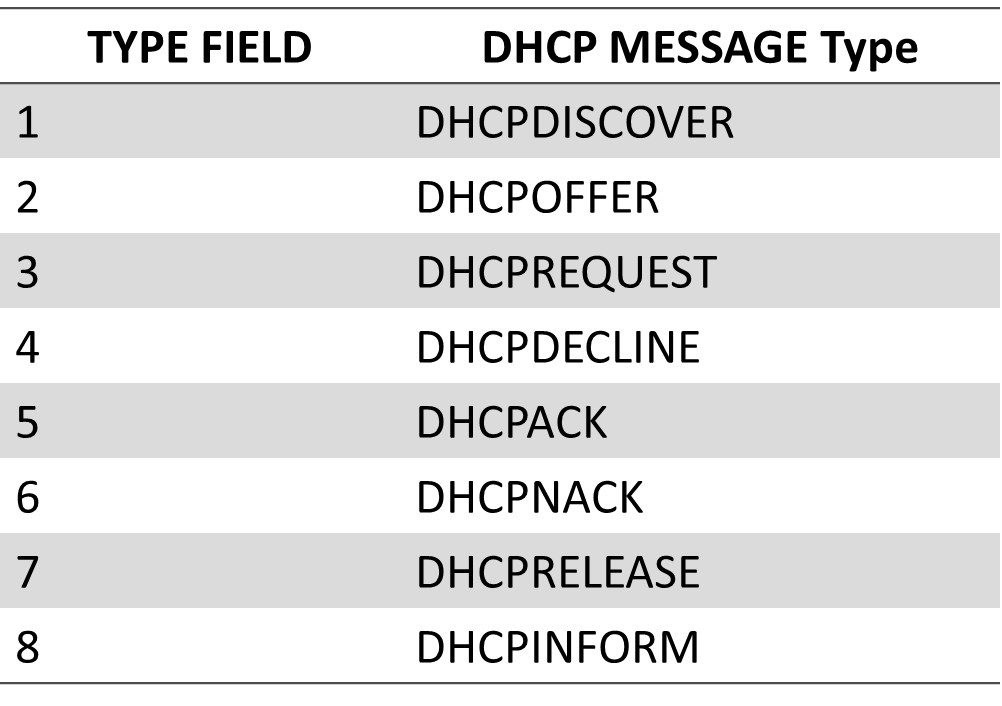 TYPE FIELD DHCP MESSAGE Type
1 DHCPDISCOVER
2 DHCPOFFER
3 DHCPREQUEST
4 DHCPDECLINE
5 DHCPACK
6 DHCPNACK
7 DHCPRELEASE
8 DHCPINFORM